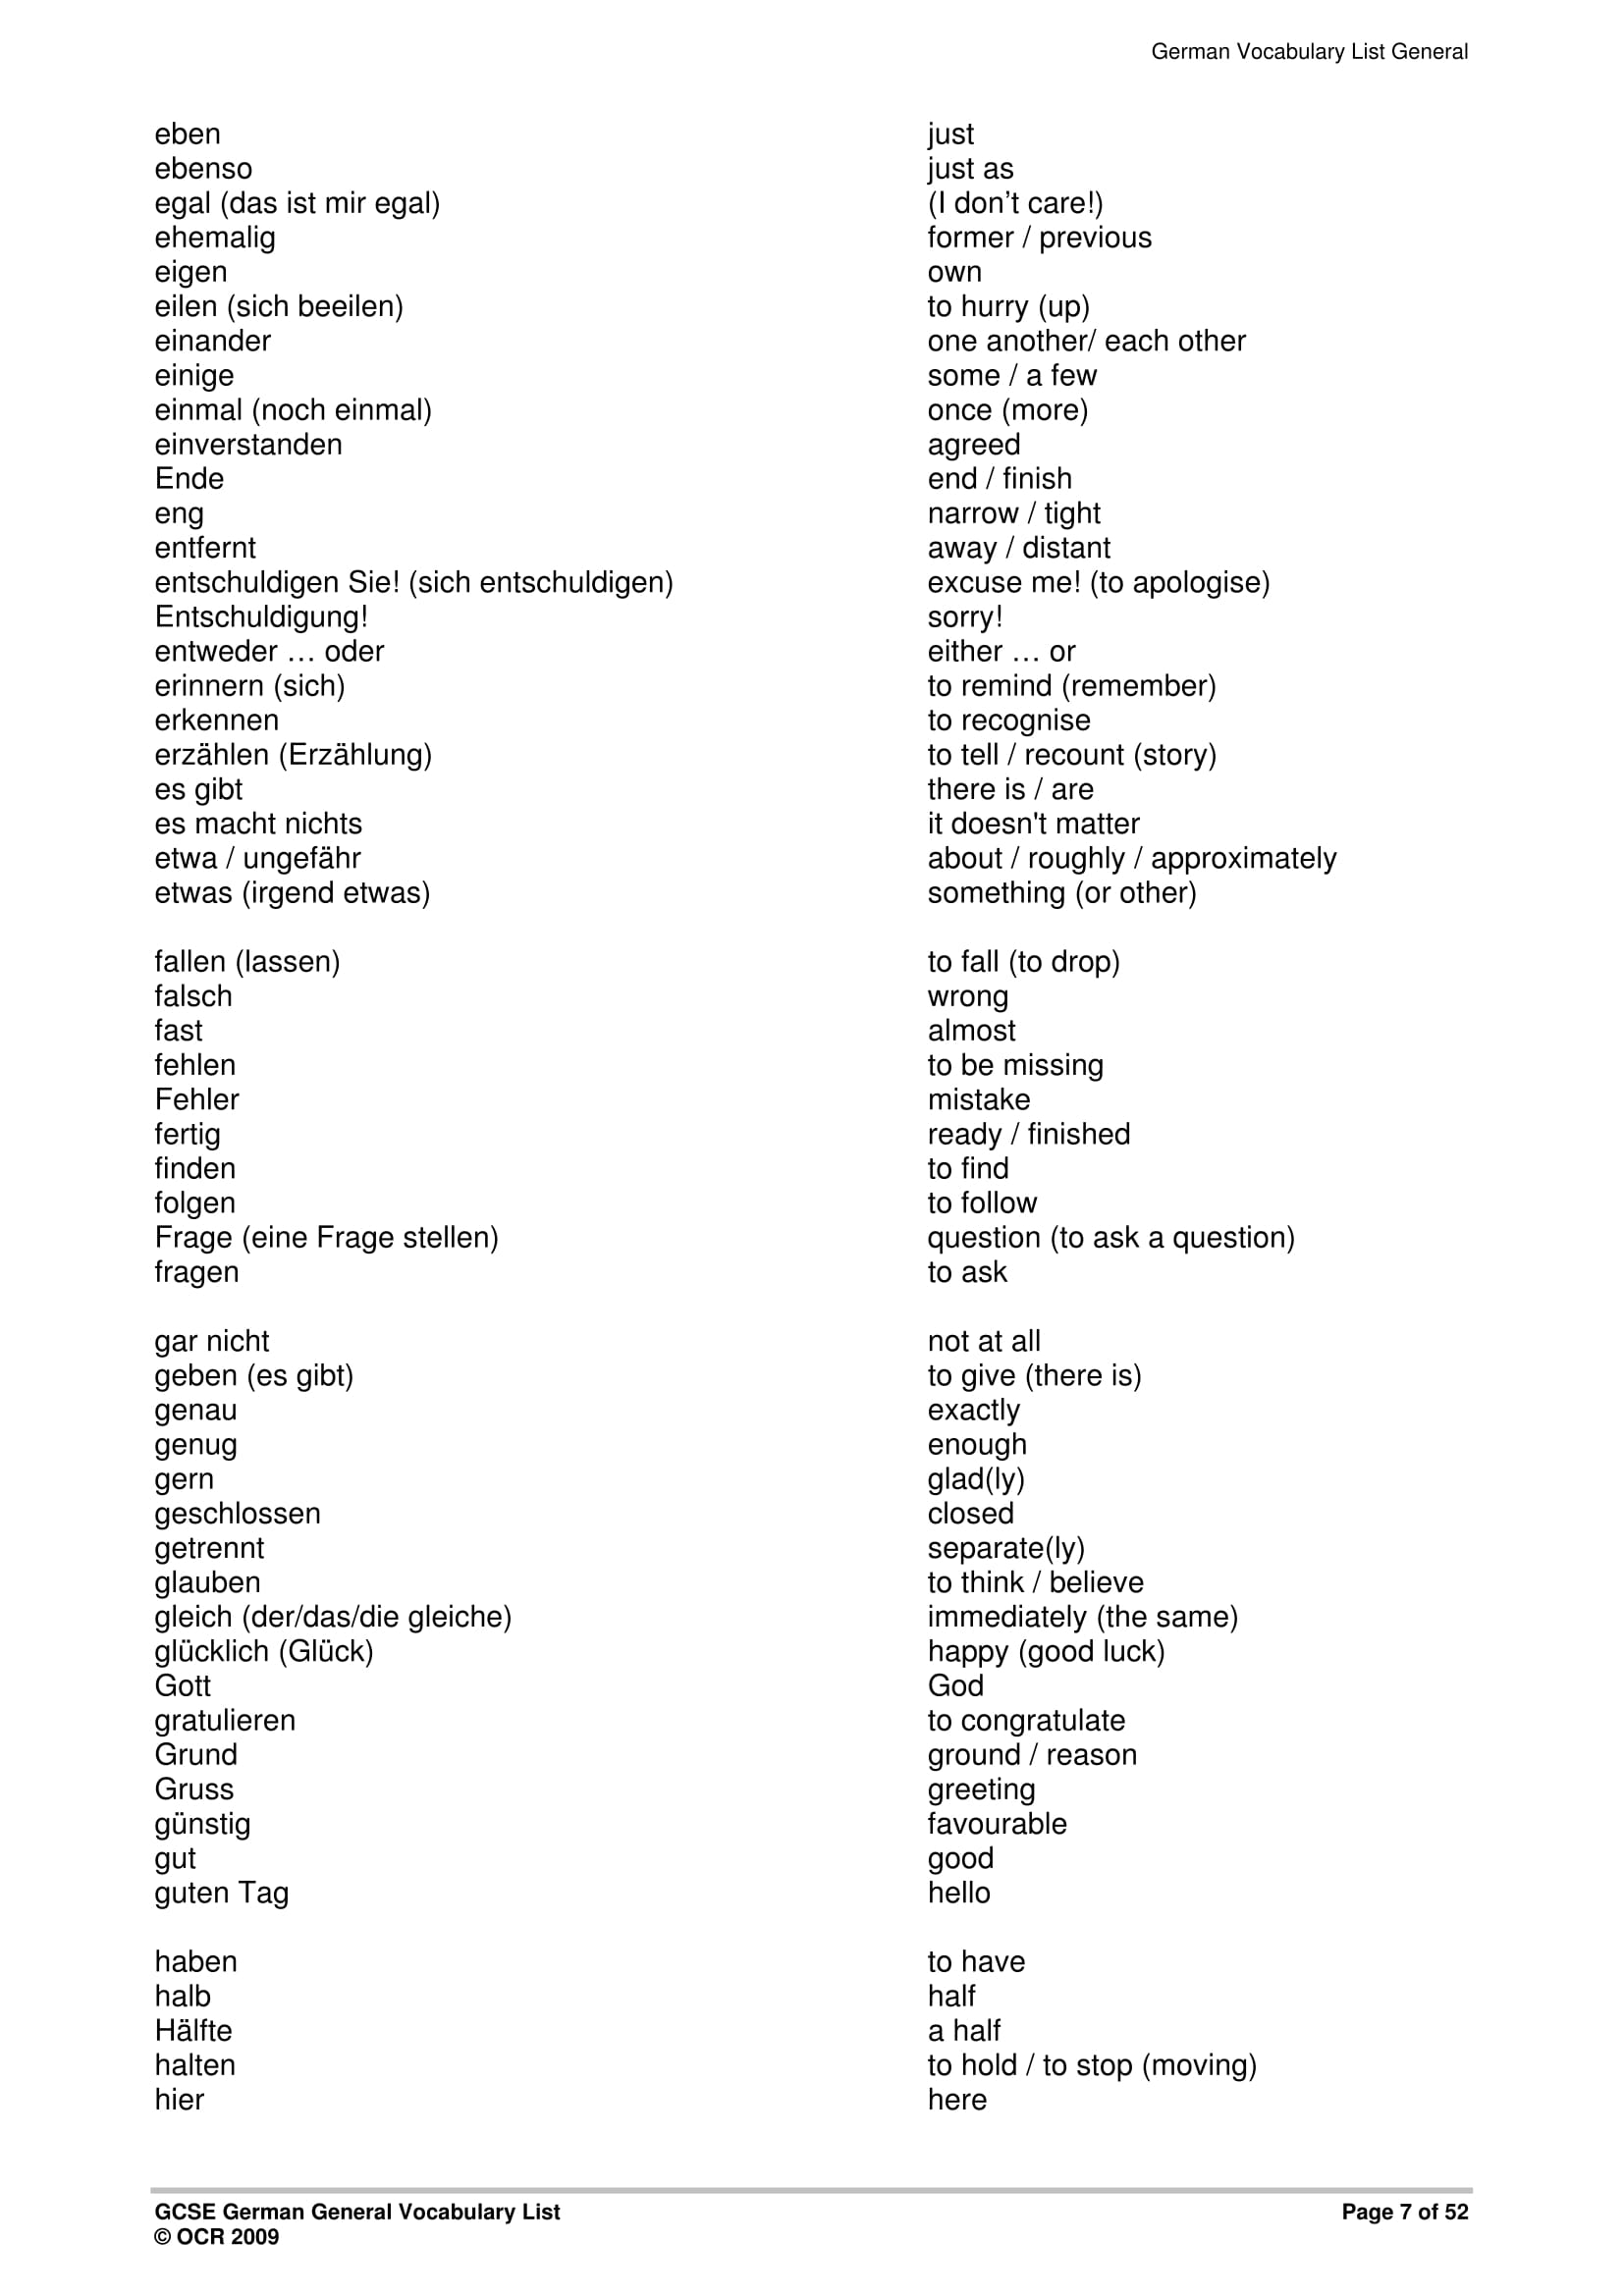 German Vocabulary List General
eben just
ebenso just as
egal (das ist mir egal) (I don’t care!)
ehemalig former / previous
eigen own
eilen (sich beeilen) to hurry (up)
einander one another/ each other
einige some / a few
einmal (noch einmal) once (more)
einverstanden agreed
Ende end / finish
eng narrow / tight
entfernt away / distant
entschuldigen Sie! (sich entschuldigen) excuse me! (to apologise)
Entschuldigung! sorry!
entweder … oder either … or
erinnern (sich) to remind (remember)
erkennen to recognise
erzählen (Erzählung) to tell / recount (story)
es gibt there is / are
es macht nichts it doesn't matter
etwa / ungefähr about / roughly / approximately
etwas (irgend etwas) something (or other)
fallen (lassen) to fall (to drop)
falsch wrong
fast almost
fehlen to be missing
Fehler mistake
fertig ready / finished
finden to find
folgen to follow
Frage (eine Frage stellen) question (to ask a question)
fragen to ask
gar nicht not at all
geben (es gibt) to give (there is)
genau exactly
genug enough
gern glad(ly)
geschlossen closed
getrennt separate(ly)
glauben to think / believe
gleich (der/das/die gleiche) immediately (the same)
glücklich (Glück) happy (good luck)
Gott God
gratulieren to congratulate
Grund ground / reason
Gruss greeting
günstig favourable
gut good
guten Tag hello
haben to have
halb half
Hälfte a half
halten to hold / to stop (moving)
hier here
GCSE German General Vocabulary List Page 7 of 52
© OCR 2009